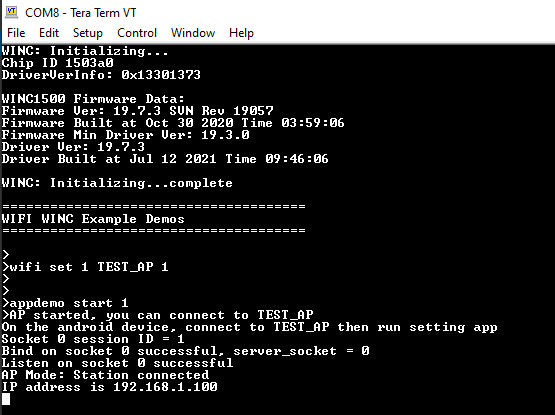 COM8 - Tera Term VT
File Edit Setup Control Window Help
WINC: Initializing...
Chip ID 1503a0
DriverVerInfo: 0x13301373
WINC1500 Firmware Data:
Firmware Ver: 19.7.3 SVN Rev 19057
Firmware Built at Oct 30 2020 Time 03:59:06
Firmware Min Driver Ver: 19.3.0
Driver Ver: 19.7.3
Driver Built at Jul 12 2021 Time 09:46:06
WINC: Initializing...complete
======================================
WIFI WINC Example Demos
======================================
>
>wifi set 1 TEST_AP 1
>
>
>appdemo start 1
>AP started, you can connect to TEST_AP
On the android device, connect to TEST_AP then run setting app
Socket 0 session ID = 1
Bind on socket 0 successful, server_socket = 0
Listen on socket 0 successful
AP Mode: Station connected
IP address is 192.168.1.100